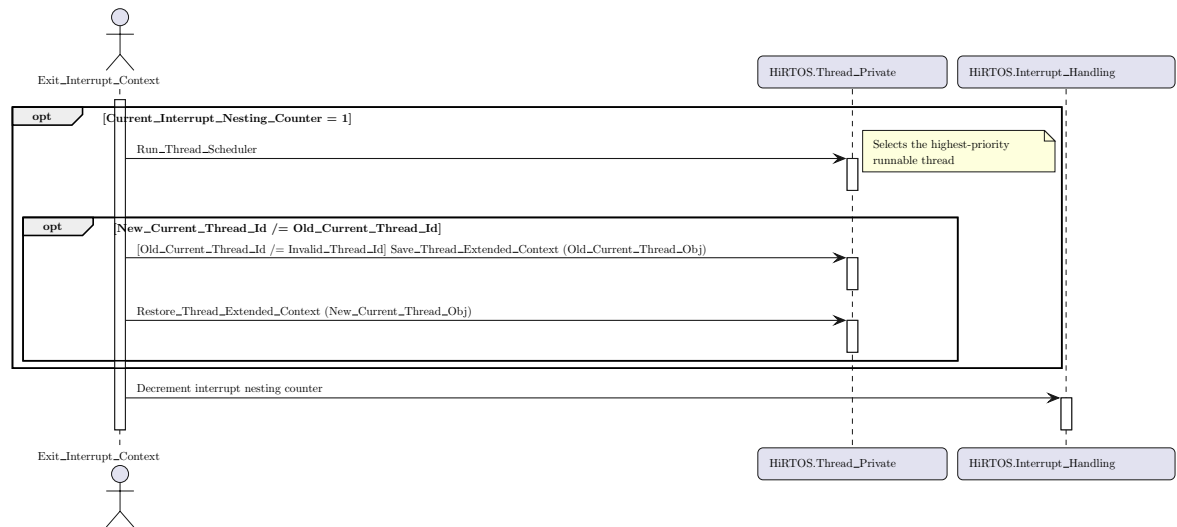 Exit_Interrupt_Context
HiRTOS.Thread_Private
HiRTOS.Interrupt_Handling
opt
[Current_Interrupt_Nesting_Counter = 1]
Selects the highest-priority
runnable thread
Run_Thread_Scheduler
opt
[New_Current_Thread_Id /= Old_Current_Thread_Id]
[Old_Current_Thread_Id /= Invalid_Thread_Id] Save_Thread_Extended_Context (Old_Current_Thread_Obj)
Restore_Thread_Extended_Context (New_Current_Thread_Obj)
Decrement interrupt nesting counter
Exit_Interrupt_Context
HiRTOS.Thread_Private
HiRTOS.Interrupt_Handling